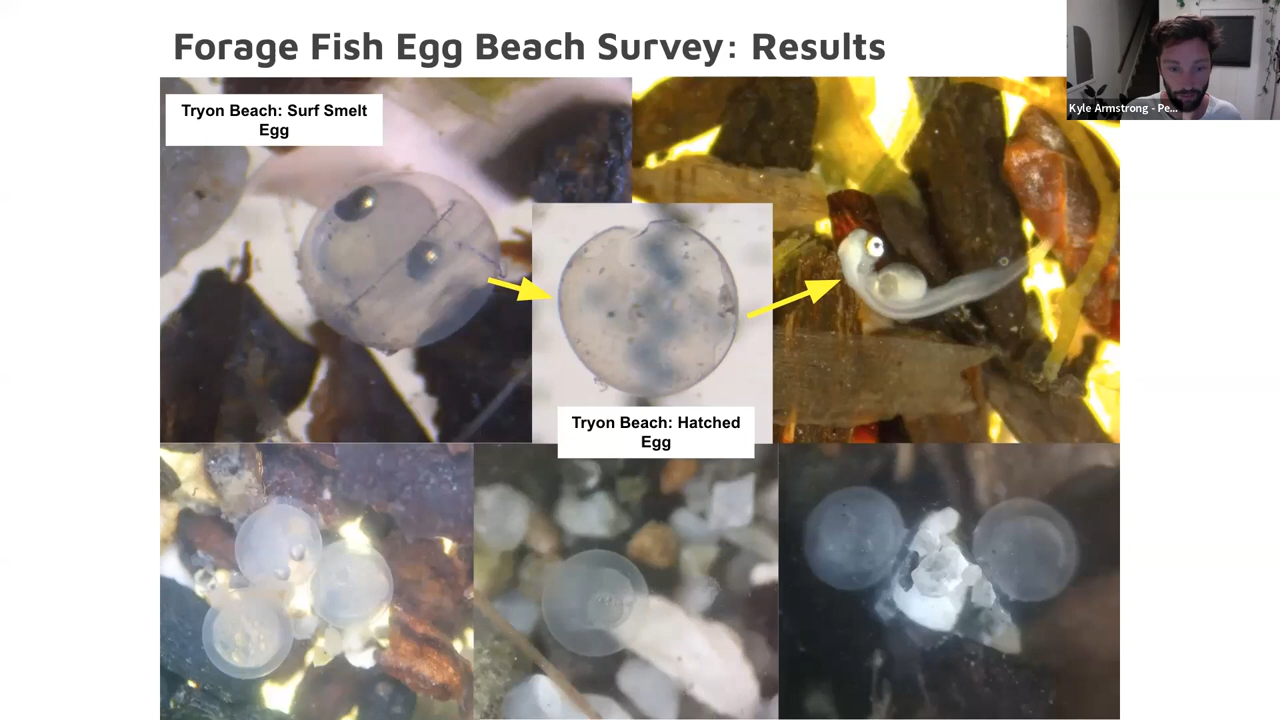 Forage Fish Egg Beach Survey: Results
Kyle Armstrong - Pe...
Tryon Beach: Surf Smelt
Egg
Tryon Beach: Hatched
Egg